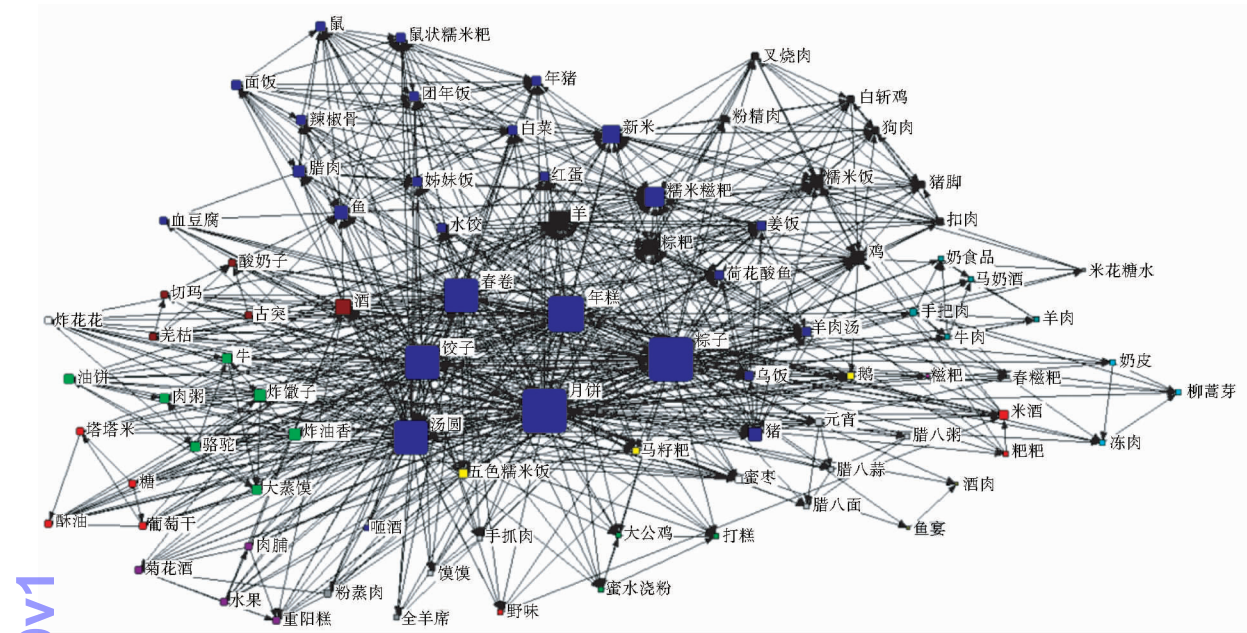 鼠
鼠状糯米粑
叉烧肉
面饭
年猪
团年饭
白斩鸡
辣椒骨
白菜
新米
粉精肉
狗肉
腊肉
姊妹饭
红蛋
糯米糍粑
糯米饭
猪脚
血豆腐
鱼
水饺
羊
粽粑
姜饭
扣肉
酸奶子
鸡
奶食品
荷花酸鱼
马奶酒
米花糖水
切玛
酒
春卷
年糕
炸花花
古突
手把肉
羊肉
羌枯
饺子
粽子
羊肉汤
牛肉
牛
奶皮
油饼
乌饭
鹅
糍粑
春糍粑
肉粥
炸馓子
月饼
柳蒿芽
塔塔米
骆驼
炸油香
汤圆
猪
元宵
米酒
腊八粥
冻肉
马籽粑
粑粑
糖
大蒸馍
五色糯米饭
蜜枣
腊八蒜
酒肉
酥油
葡萄干
咂酒
手抓肉
大公鸡
打糕
腊八面
鱼宴
肉脯
菊花酒
馍馍
水果
粉蒸肉
蜜水浇粉
重阳糕
全羊席
野味